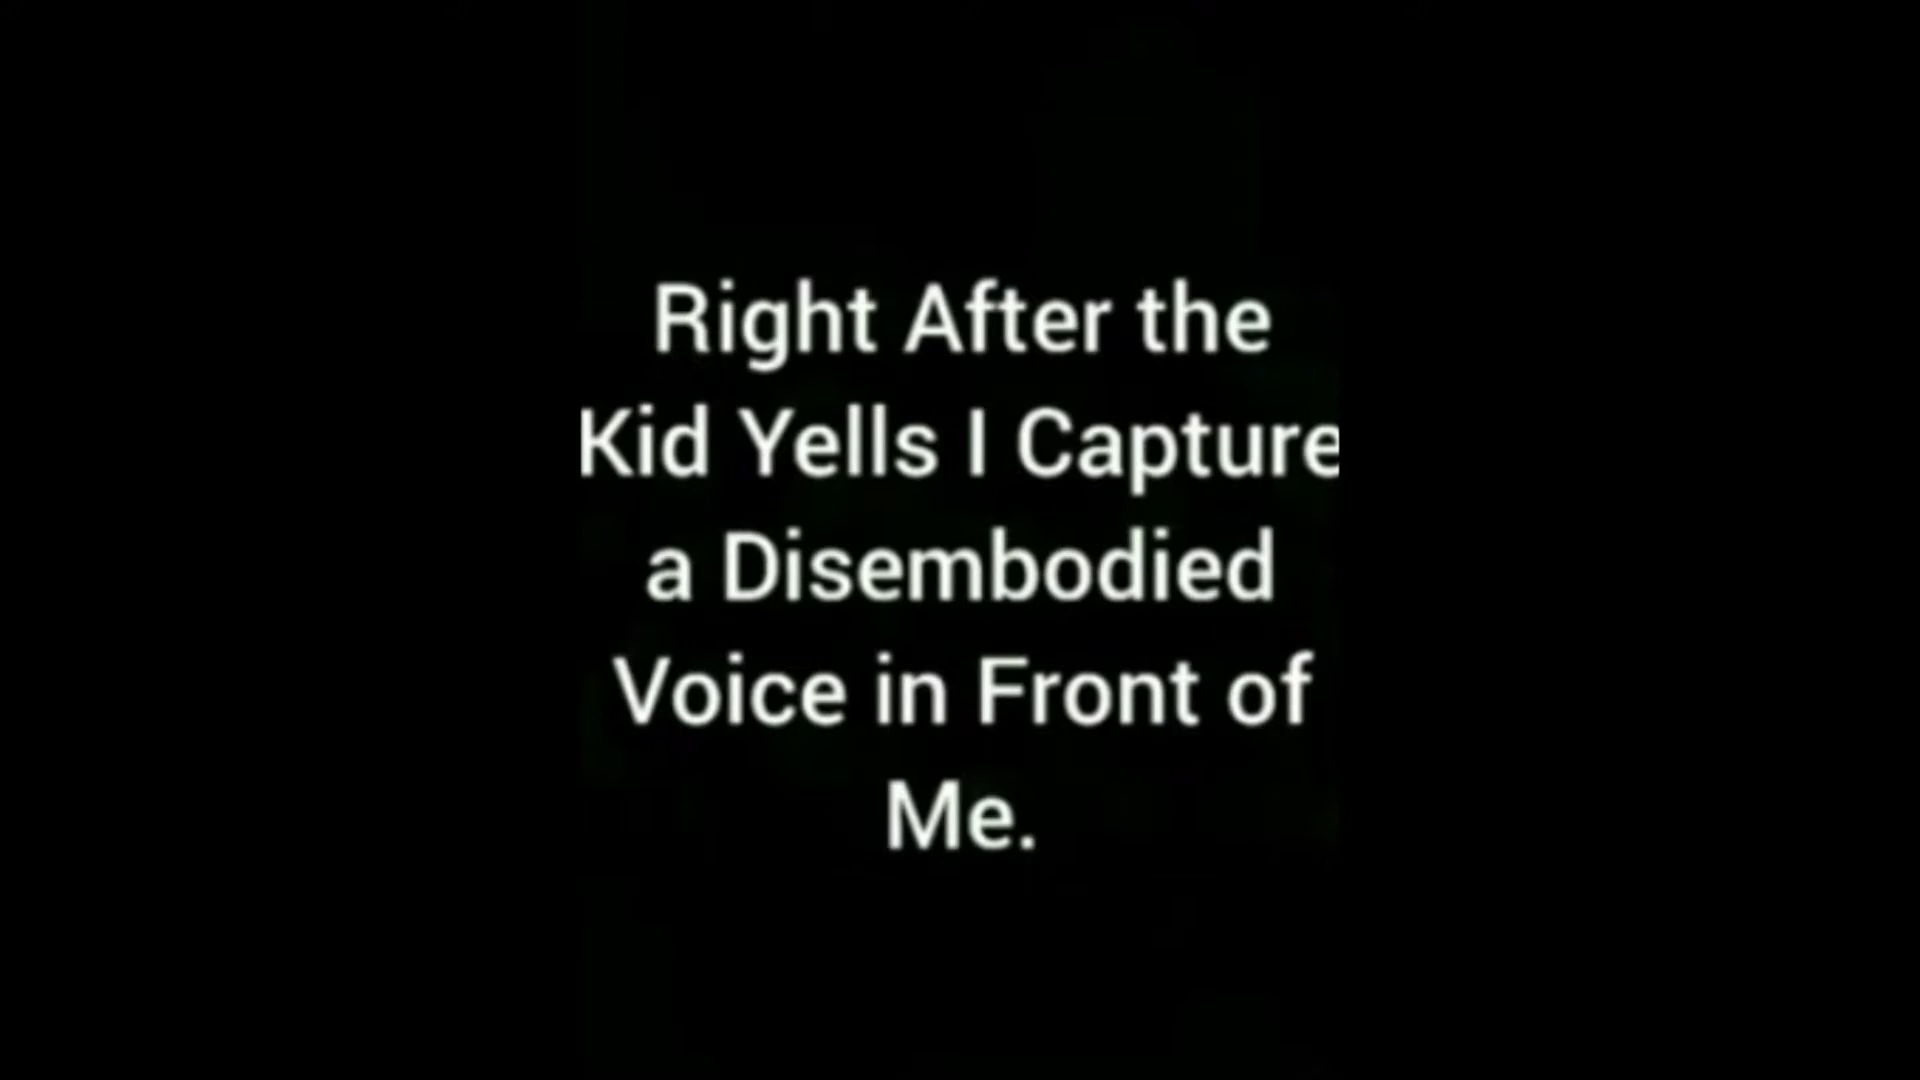 Right After the
Kid Yells I Capture
a Disembodied
Voice in Front of
Me.